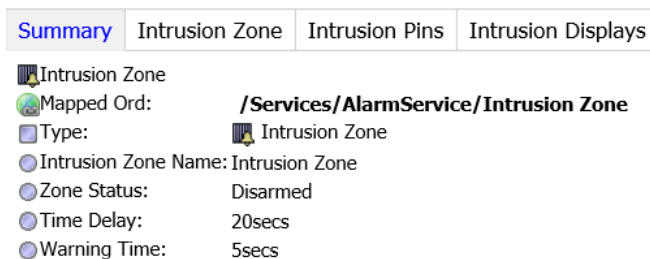 Summary Intrusion Zone Intrusion Pins Intrusion Displays
Intrusion Zone
Mapped Ord: /Services/AlarmService/Intrusion Zone
Type: Intrusion Zone
Intrusion Zone Name: Intrusion Zone
Zone Status: Disarmed
Time Delay: 20secs
Warning Time: 5secs